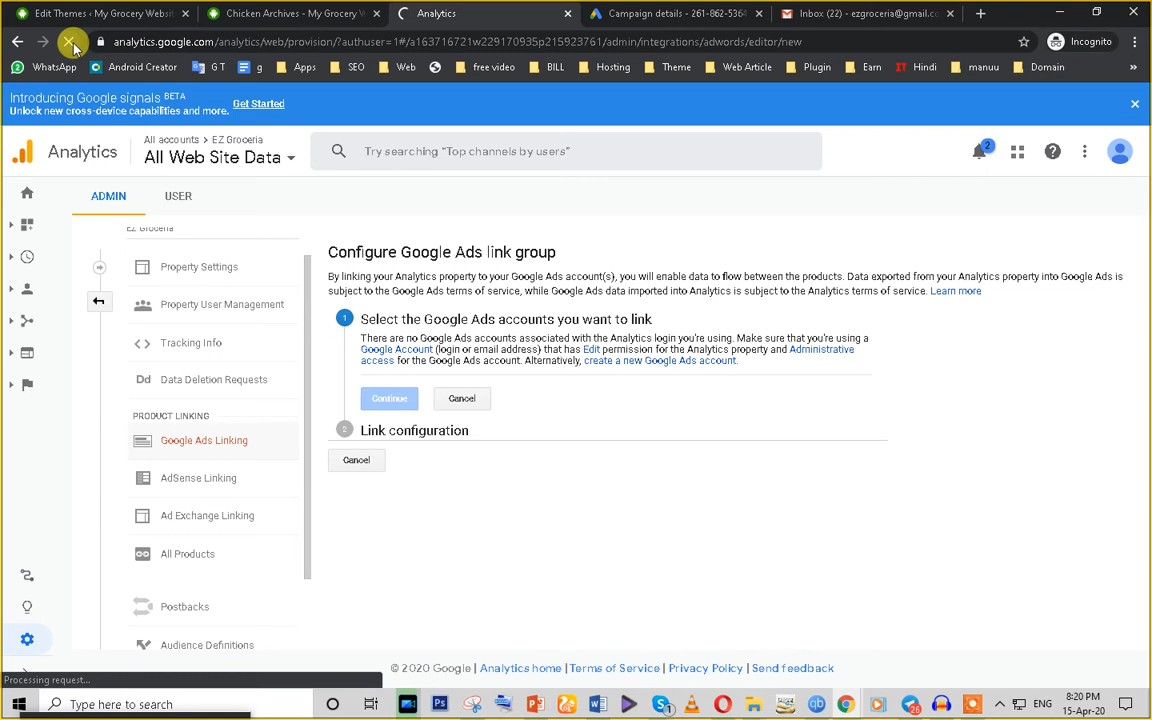 Edit Themes ‹ My Grocery Websit
Chicken Archives - My Grocery W
Analytics
Campaign details - 261-862-5364
Inbox (22) - ezgroceria@gmail.co
analytics.google.com/analytics/web/provision/?authuser=1#/a163716721w229170935p215923761/admin/integrations/adwords/editor/new
Incognito
WhatsApp Android Creator G T g Apps SEO Web free video BILL Hosting Theme Web Article Plugin Earn Hindi manuu Domain »
Introducing Google signals BETA
Unlock new cross-device capabilities and more. Get Started
All accounts > EZ Groceria
Analytics All Web Site Data
Try searching "Top channels by users"
2
ADMIN USER
EZ Groceria
Property Settings
Property User Management
Tracking Info
Dd Data Deletion Requests
PRODUCT LINKING
Google Ads Linking
AdSense Linking
Ad Exchange Linking
All Products
Postbacks
Audience Definitions
Configure Google Ads link group
By linking your Analytics property to your Google Ads account(s), you will enable data to flow between the products. Data exported from your Analytics property into Google Ads is
subject to the Google Ads terms of service, while Google Ads data imported into Analytics is subject to the Analytics terms of service. Learn more
1 Select the Google Ads accounts you want to link
There are no Google Ads accounts associated with the Analytics login you're using. Make sure that you're using a
Google Account (login or email address) that has Edit permission for the Analytics property and Administrative
access for the Google Ads account. Alternatively, create a new Google Ads account.
Continue Cancel
2 Link configuration
Cancel
© 2020 Google | Analytics home | Terms of Service | Privacy Policy | Send feedback
Processing request...
Type here to search
26
ENG
8:20 PM
15-Apr-20